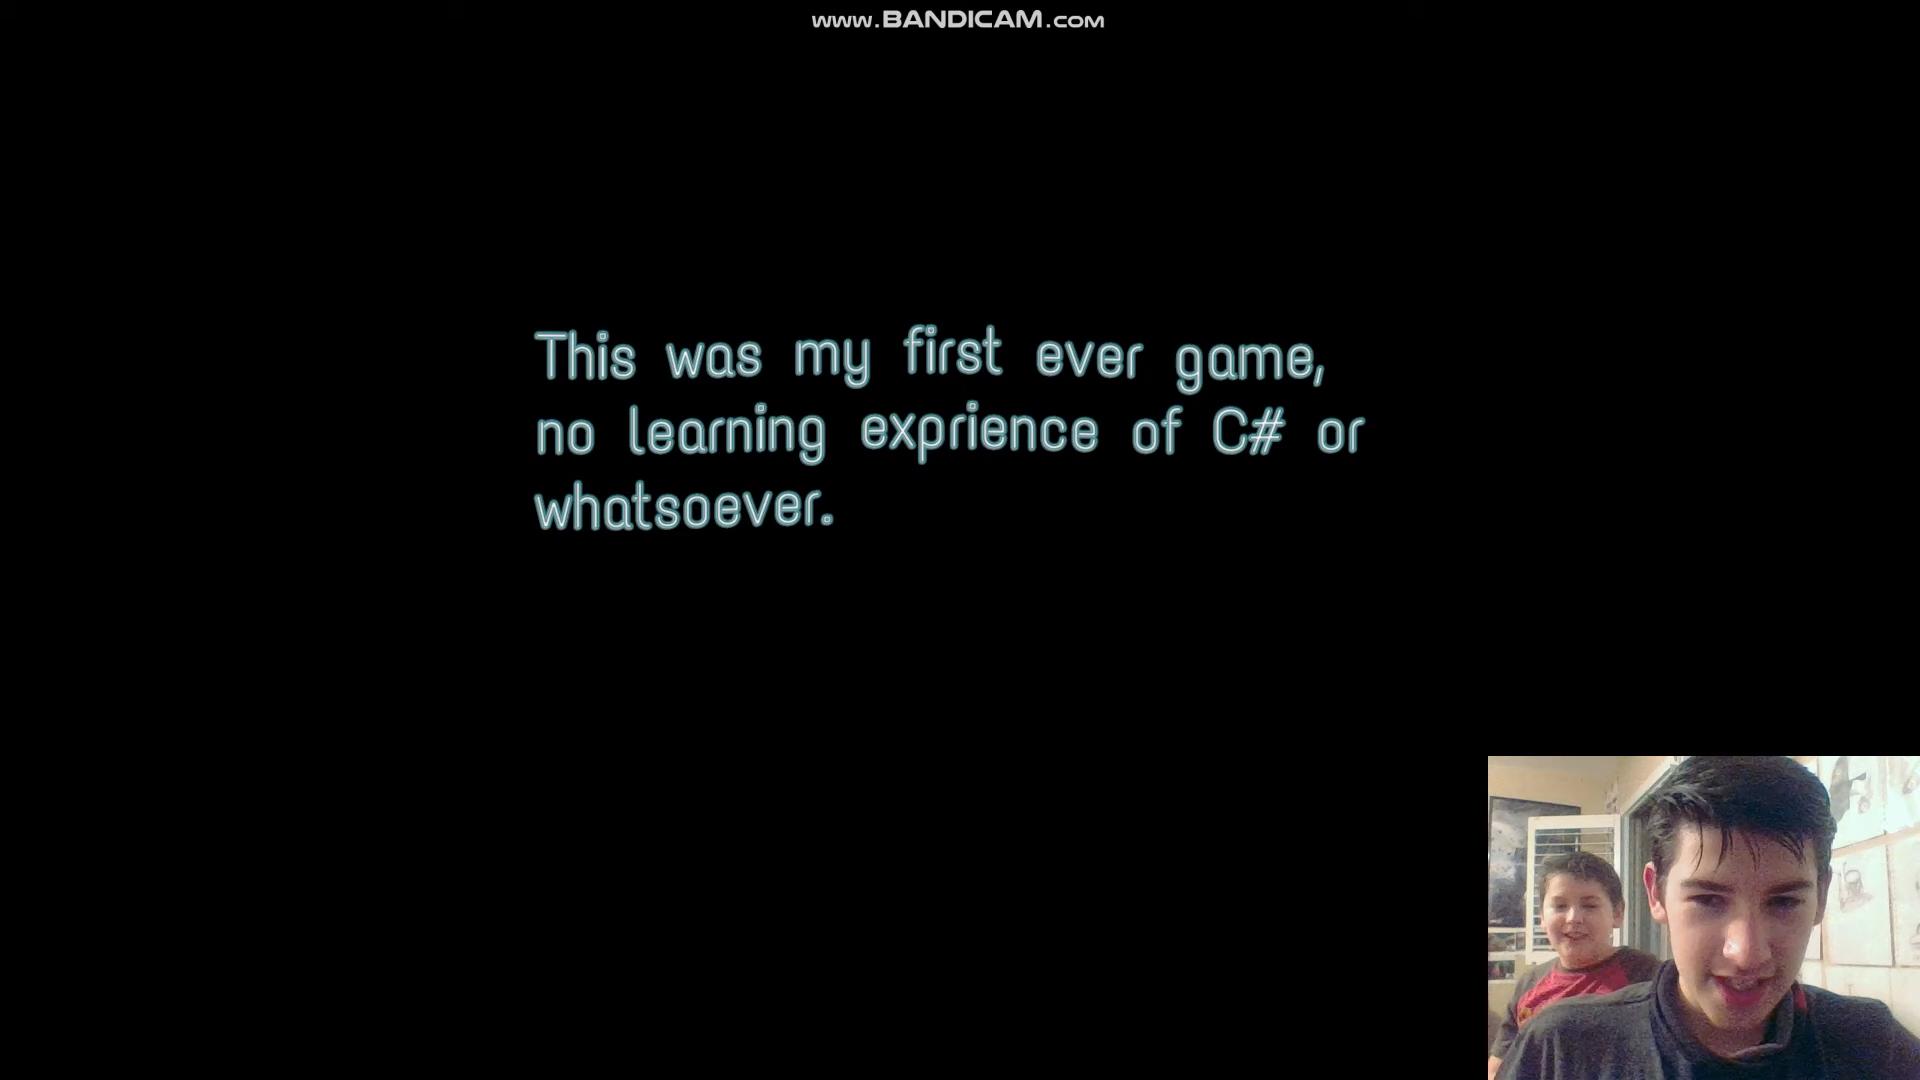 www.BANDICAM.com
This was my first ever game,
no learning exprience of C# or
whatsoever.